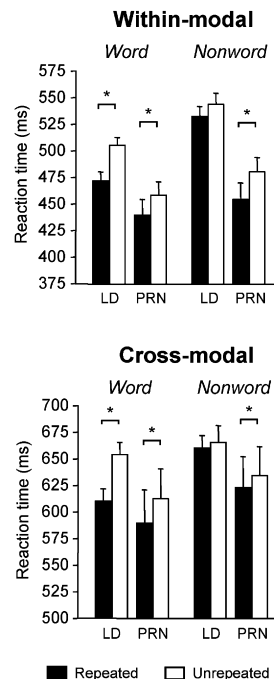 Within-modal
Word Nonword
Reaction time (ms)
575
550
525
500
475
450
425
400
375
* * *
LD PRN LD PRN
Cross-modal
Word Nonword
Reaction time (ms)
700
675
650
625
600
575
550
525
500
* * *
LD PRN LD PRN
Repeated Unrepeated